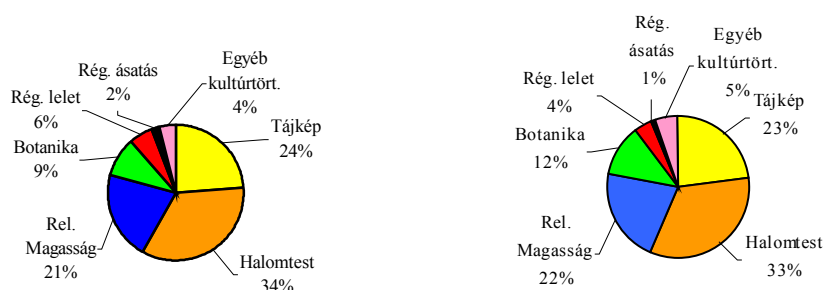 Egyéb
kultúrtört.
4%
Rég. ásatás
2%
Rég. lelet
6%
Botanika
9%
Rel.
Magasság
21%
Tájkép
24%
Halomtest
34%
Rég.
ásatás
1%
Egyéb
kultúrtört.
5%
Rég. lelet
4%
Botanika
12%
Rel.
Magasság
22%
Tájkép
23%
Halomtest
33%